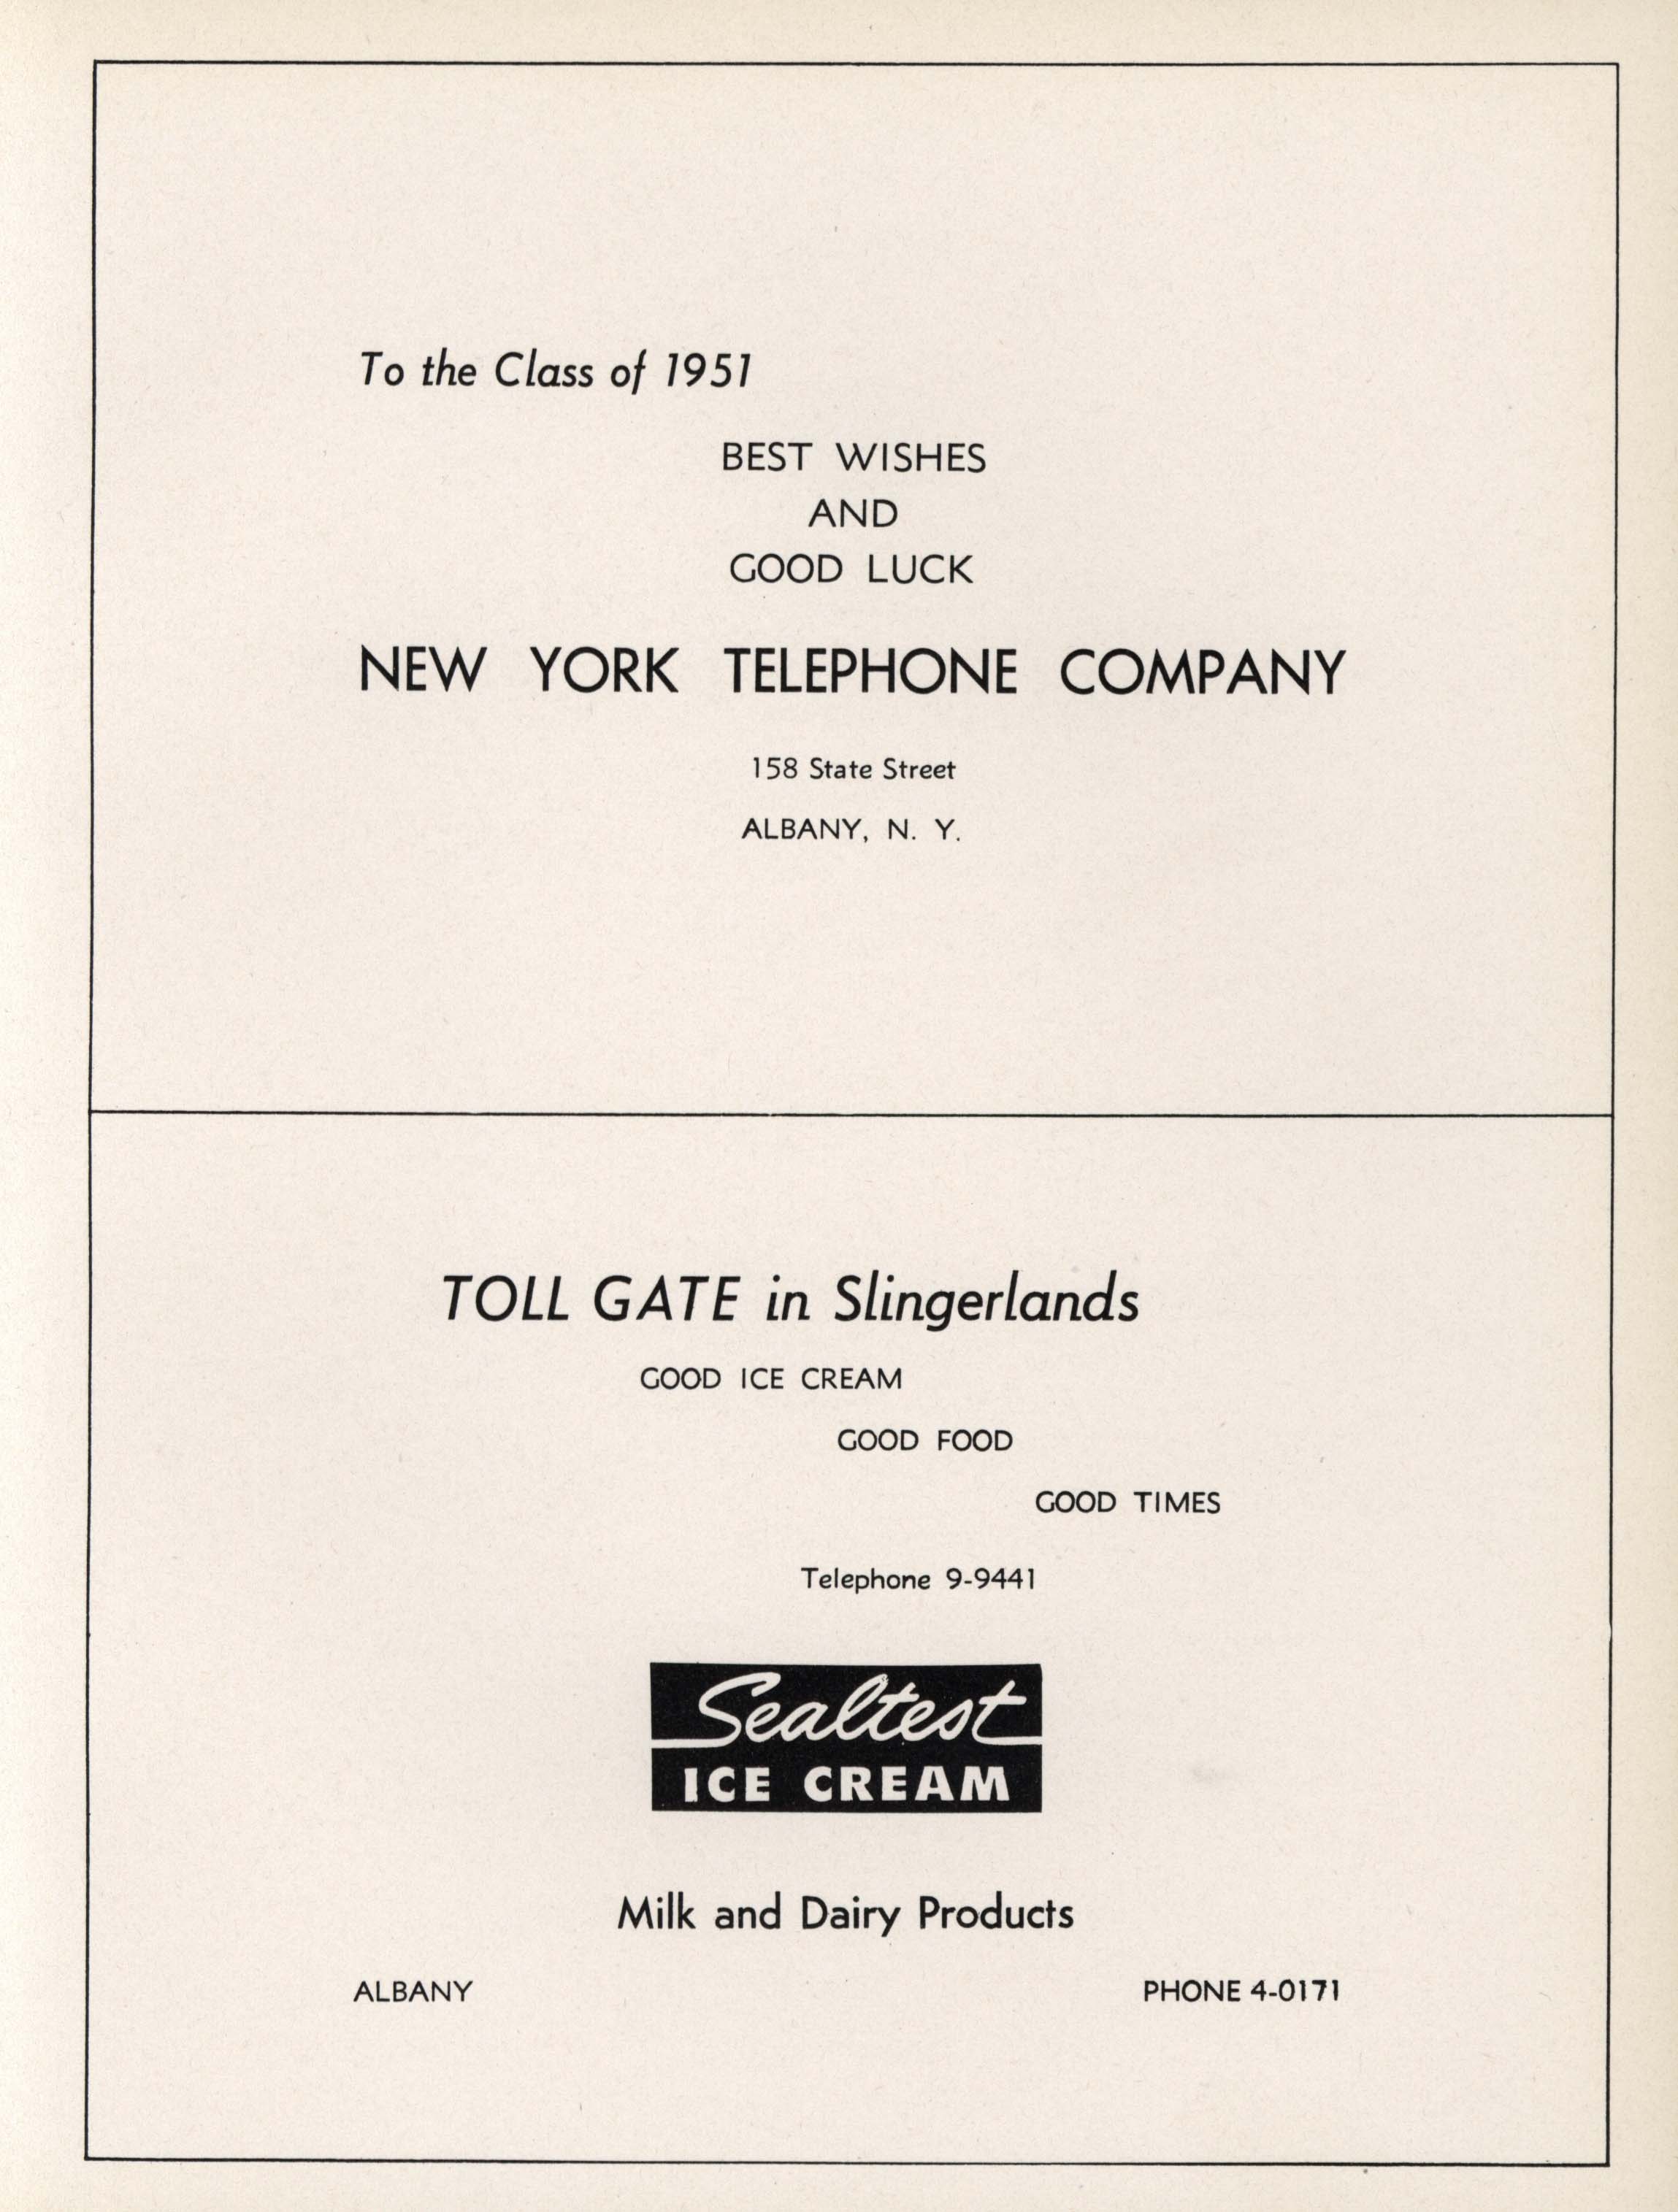 To the Class of 1951
BEST WISHES
AND
GOOD LUCK
NEW YORK TELEPHONE COMPANY
158 State Street
ALBANY, N. Y.
TOLL GATE in Slingerlands
GOOD ICE CREAM
GOOD FOOD
GOOD TIMES
Telephone 9-9441
Sealtest
ICE CREAM
Milk and Dairy Products
ALBANY PHONE 4-0171